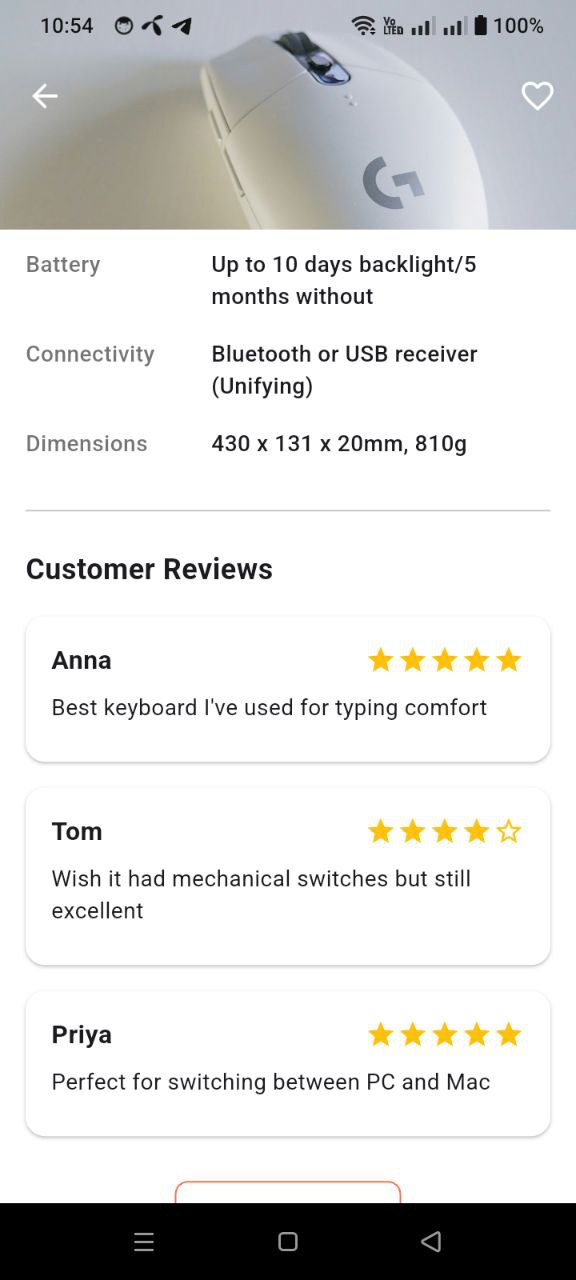 10:54
Vo
LTED
100%
G
Battery
Up to 10 days backlight/5
months without
Connectivity
Bluetooth or USB receiver
(Unifying)
Dimensions
430 x 131 x 20mm, 810g
Customer Reviews
Anna
Best keyboard I've used for typing comfort
Tom
Wish it had mechanical switches but still
excellent
Priya
Perfect for switching between PC and Mac